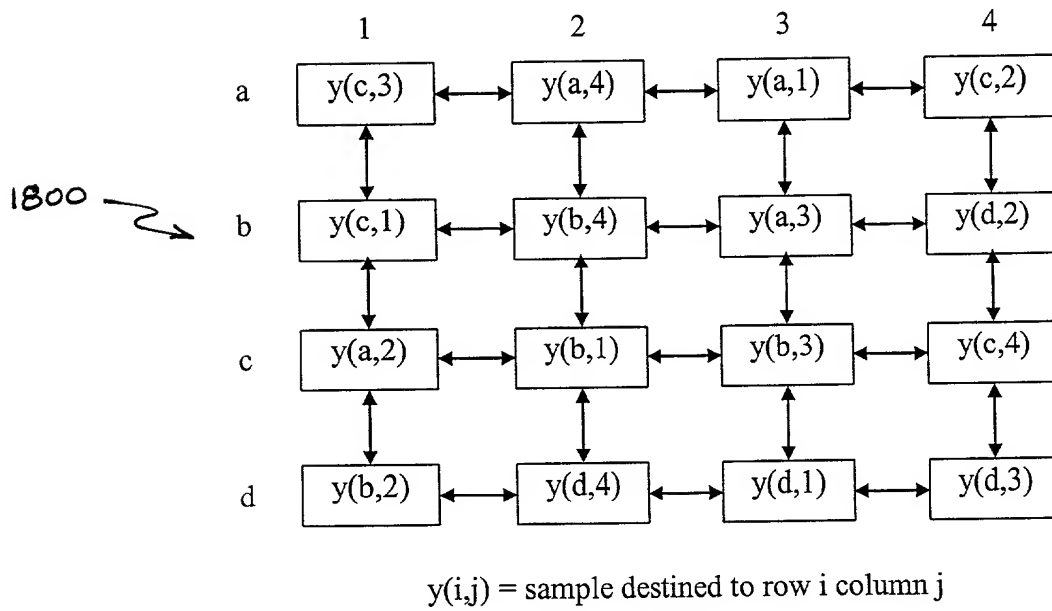 1 2 3 4
a y(c,3) y(a,4) y(a,1) y(c,2)
1800
b y(c,1) y(b,4) y(a,3) y(d,2)
c y(a,2) y(b,1) y(b,3) y(c,4)
d y(b,2) y(d,4) y(d,1) y(d,3)
y(i,j) = sample destined to row i column j